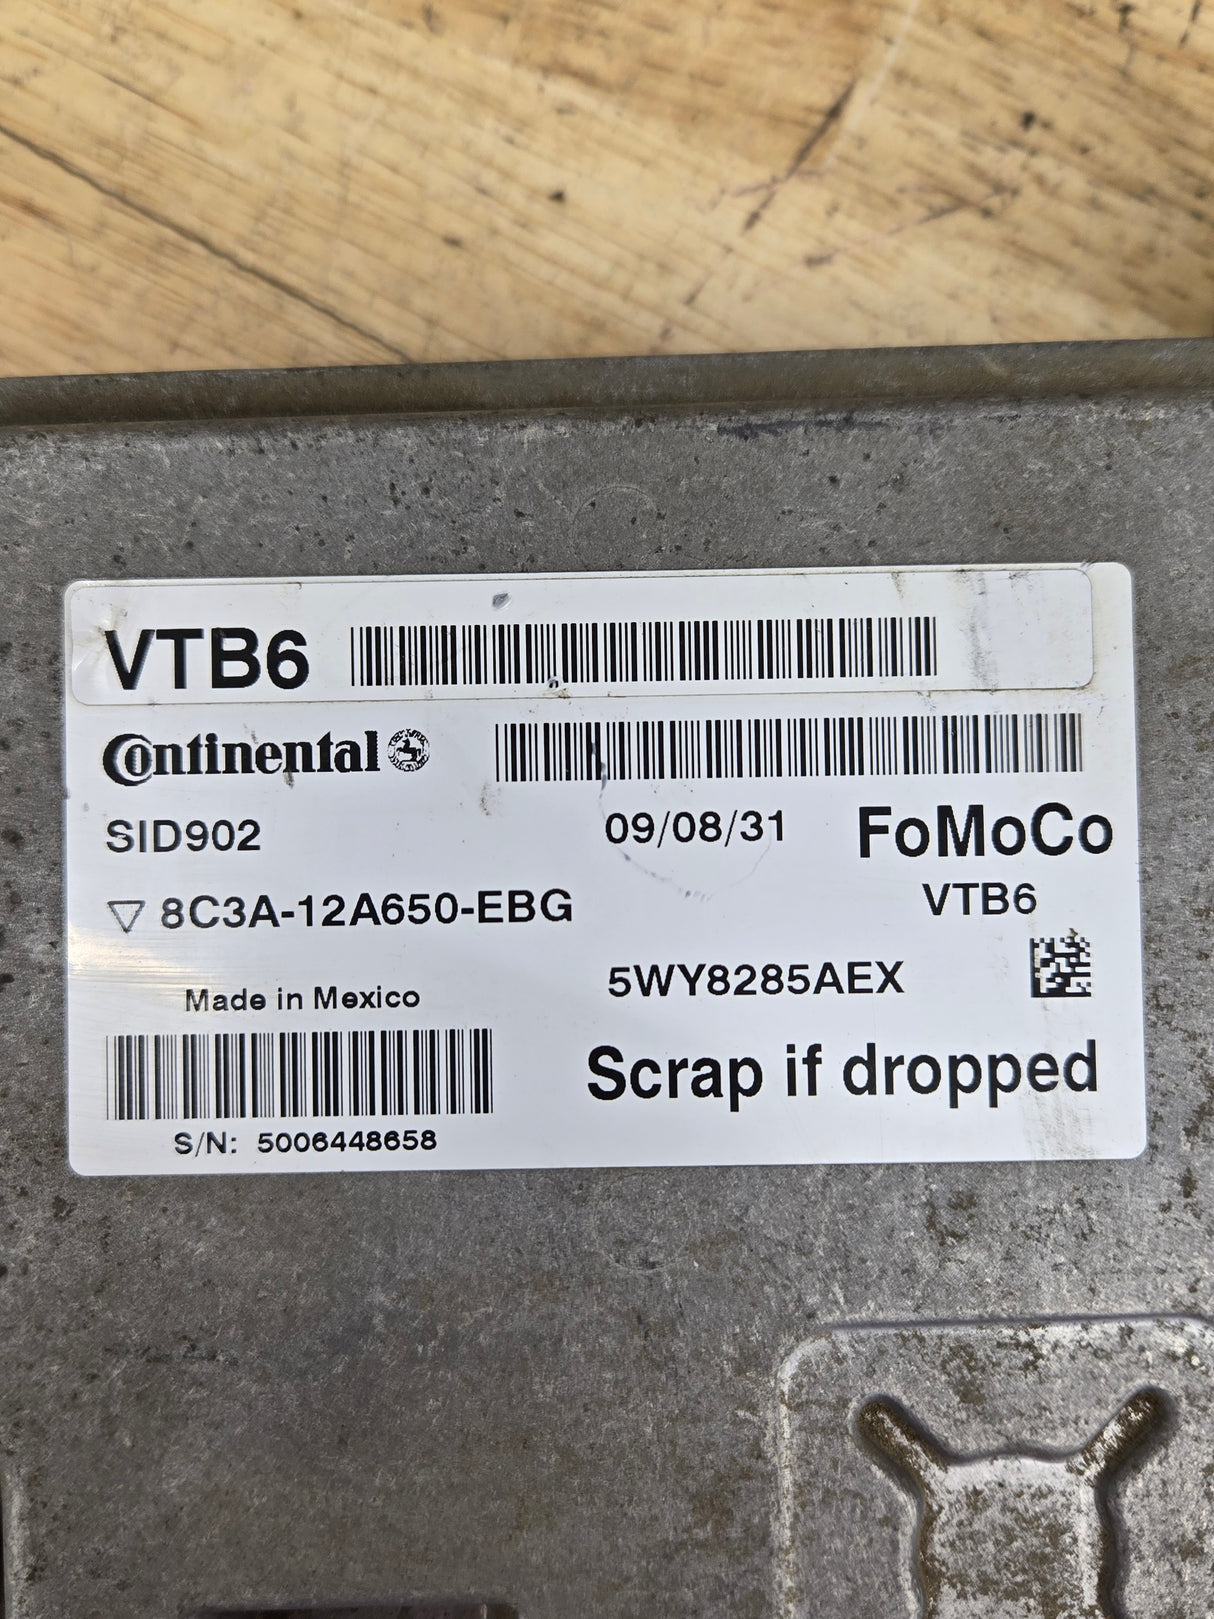 VTB6
Continental
SID902 09/08/31 FoMoCo
8C3A-12A650-EBG VTB6
5WY8285AEX
Made in Mexico
Scrap if dropped
S/N: 5006448658